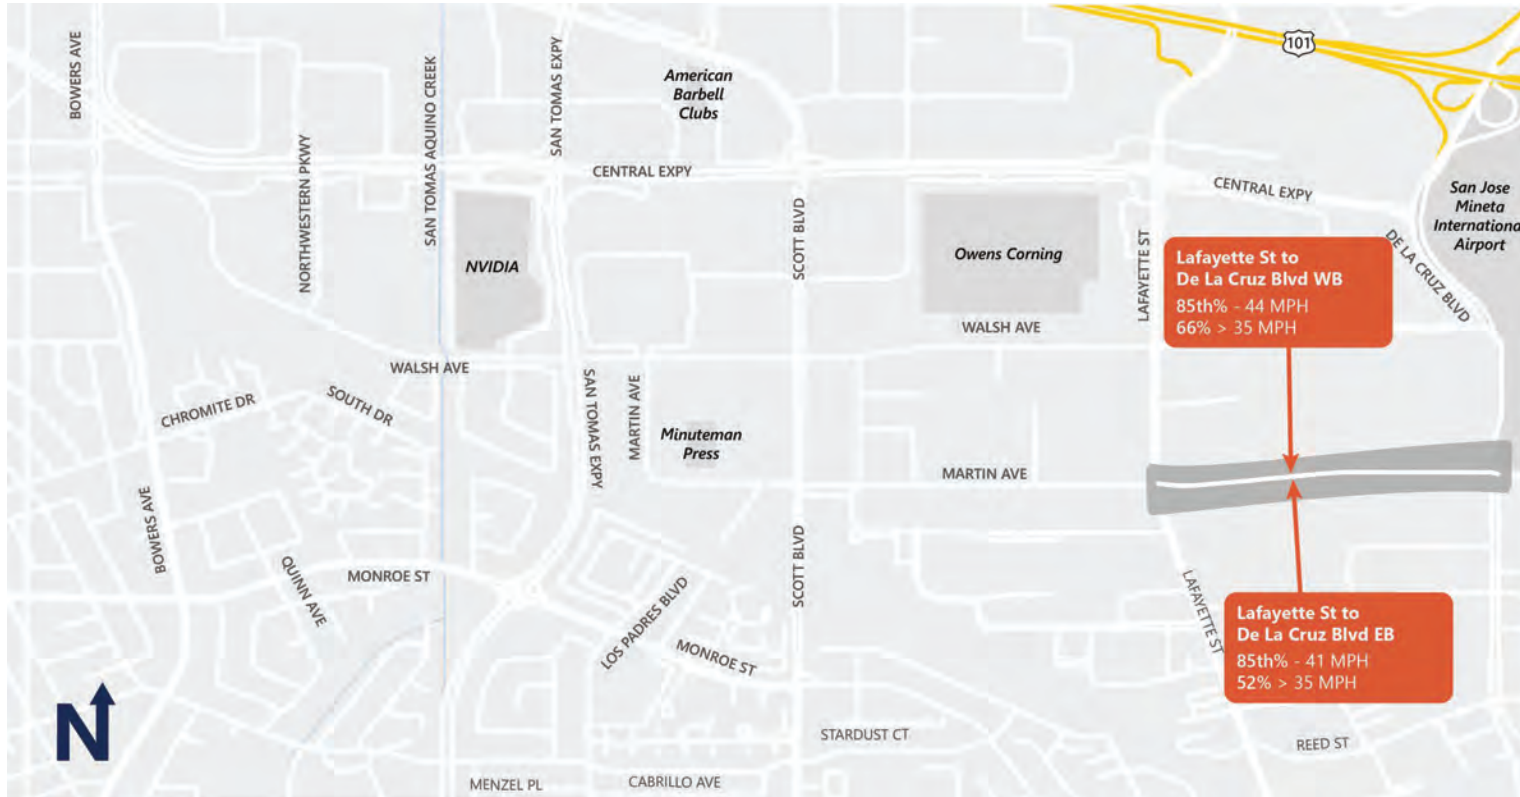 101
BOWERS AVE
SAN TOMAS AQUINO CREEK
SAN TOMAS EXPY
American
Barbell
Clubs
NORTHWESTERN PKWY
CENTRAL EXPY
CENTRAL EXPY
San Jose
Mineta
International
Airport
SCOTT BLVD
NVIDIA
Owens Corning
LAFAYETTE ST
DE LA CRUZ BLVD
Lafayette St to
De La Cruz Blvd WB
85th% - 44 MPH
66% > 35 MPH
WALSH AVE
WALSH AVE
CHROMITE DR
SOUTH DR
SAN TOMAS EXPY
MARTIN AVE
Minuteman
Press
MARTIN AVE
BOWERS AVE
SCOTT BLVD
QUINN AVE
MONROE ST
LOS PADRES BLVD
MONROE ST
LAFAYETTE ST
Lafayette St to
De La Cruz Blvd EB
85th% - 41 MPH
52% > 35 MPH
N
STARDUST CT
REED ST
MENZEL PL
CABRILLO AVE